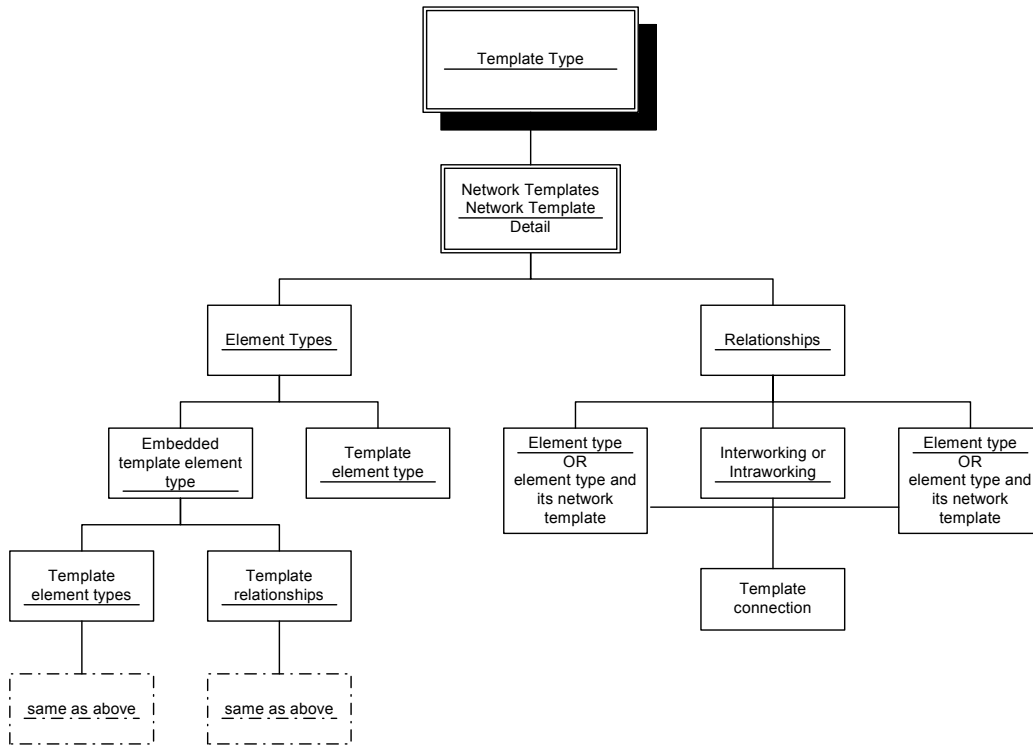 Template Type
Network Templates
Network Template
Detail
Element Types
Relationships
Embedded
template element
type
Template
element type
Element type
OR
element type and
its network
template
Interworking or
Intraworking
Element type
OR
element type and
its network
template
Template
element types
Template
relationships
Template
connection
same as above
same as above